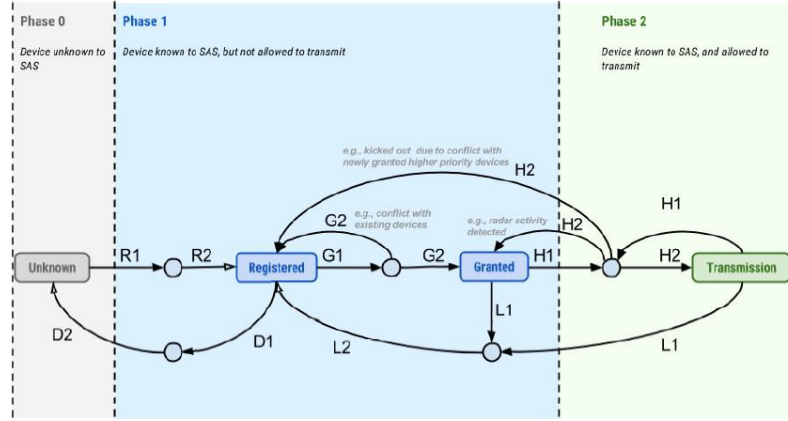 Phase 0
Phase 1
Phase 2
Device unknown to
SAS
Device known to SAS, but not allowed to transmit
Device known to SAS, and allowed to
transmit
e.g., kicked out due to conflict with
newly granted higher priority devices
H2
H1
G2
e.g., conflict with
existing devices
e.g., radar activity
detected
H2
Unknown
R1
R2
Registered
G1
G2
Granted
H1
H2
Transmission
L1
D2
D1
L2
L1